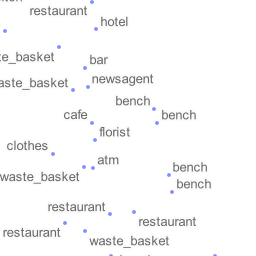 restaurant
hotel
te_basket
bar
aste_basket
newsagent
bench
cafe
bench
florist
clothes
atm
waste_basket
bench
bench
restaurant
restaurant
restaurant
waste_basket